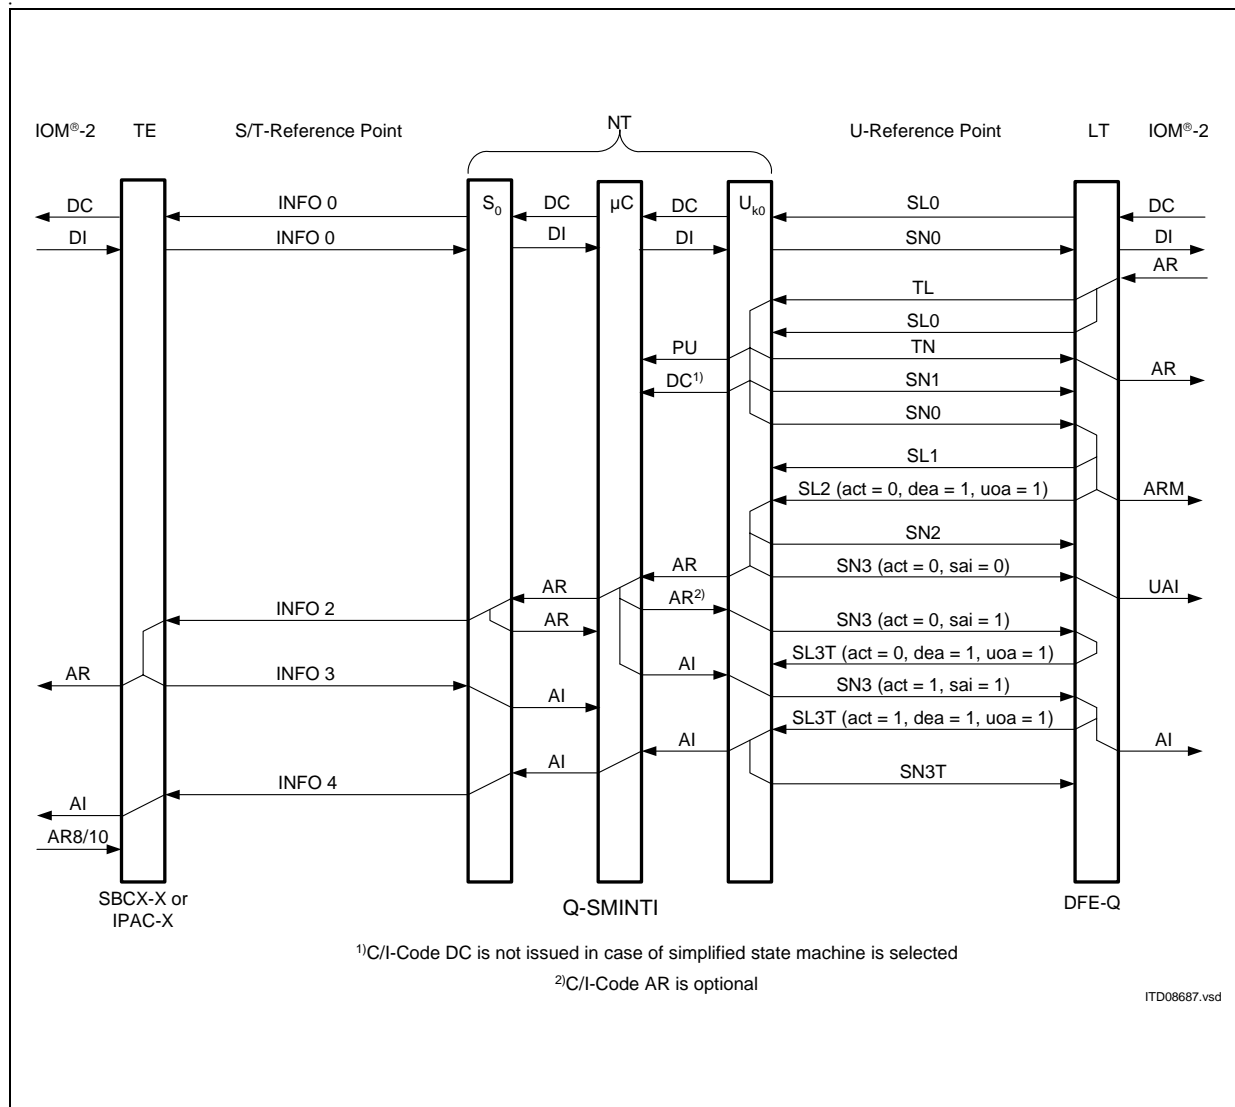 NT
IOM®-2 TE S/T-Reference Point U-Reference Point LT IOM®-2
S0 µC Uk0
DC INFO 0 DC DC SL0 DC
DI INFO 0 DI DI SN0 DI
AR
TL
SL0
PU TN
AR
DC1) SN1
SN0
SL1
SL2 (act = 0, dea = 1, uoa = 1) ARM
SN2
AR SN3 (act = 0, sai = 0)
AR UAI
INFO 2 AR2)
AR SN3 (act = 0, sai = 1)
SL3T (act = 0, dea = 1, uoa = 1)
AR INFO 3 AI SN3 (act = 1, sai = 1)
AI
SL3T (act = 1, dea = 1, uoa = 1)
AI AI
AI
INFO 4 SN3T
AI
AR8/10
SBCX-X or
IPAC-X
Q-SMINTI
DFE-Q
1)C/I-Code DC is not issued in case of simplified state machine is selected
2)C/I-Code AR is optional
ITD08687.vsd